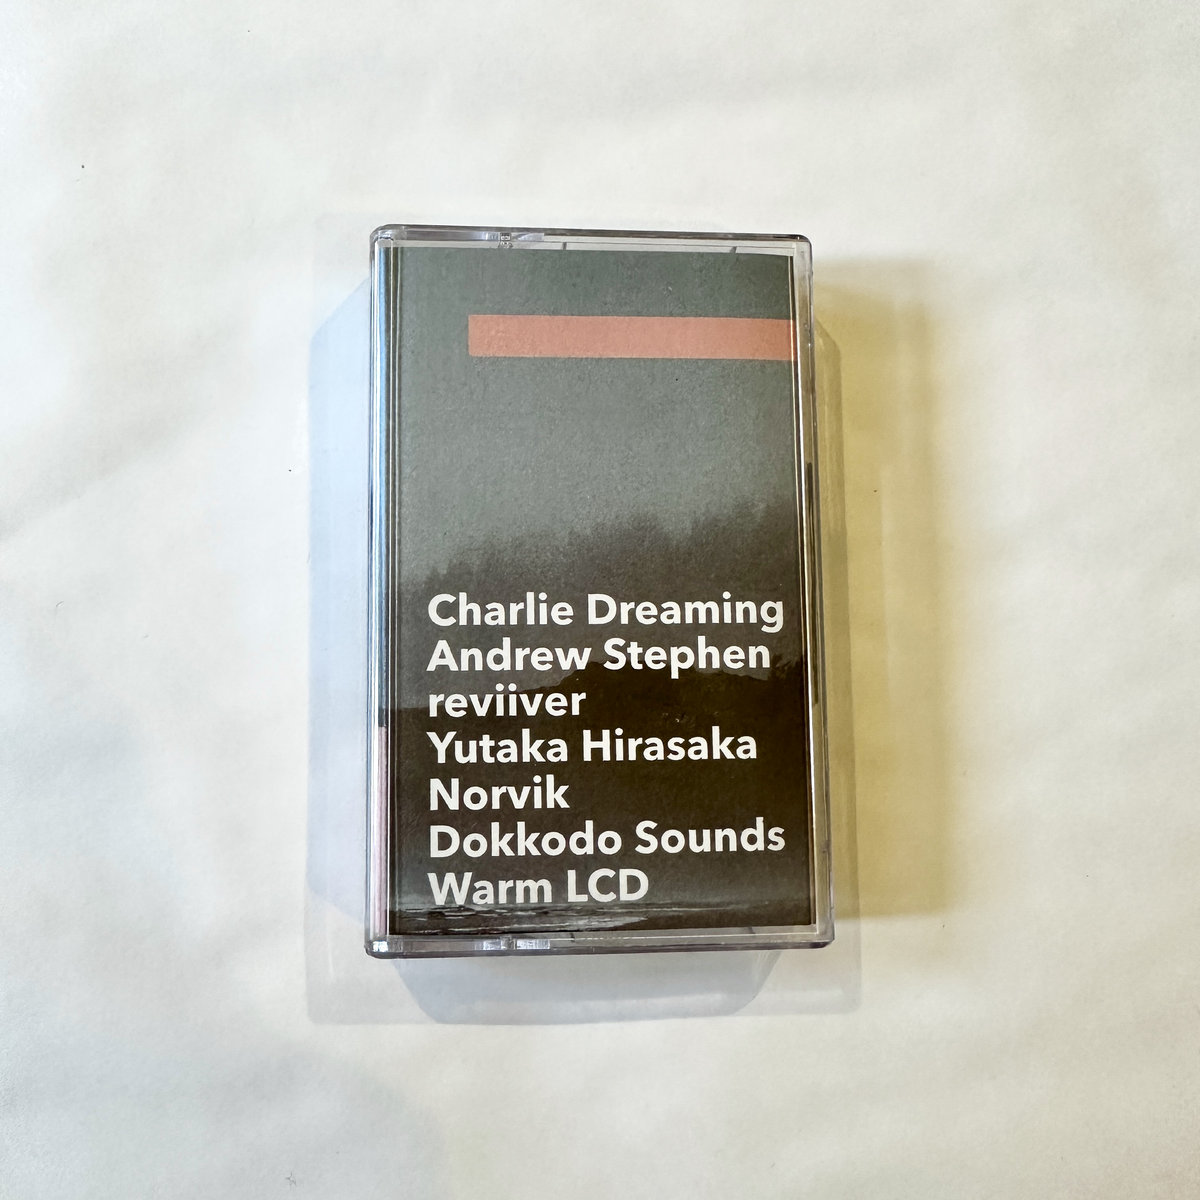 Charlie Dreaming
Andrew Stephen
reviiver
Yutaka Hirasaka
Norvik
Dokkodo Sounds
Warm LCD